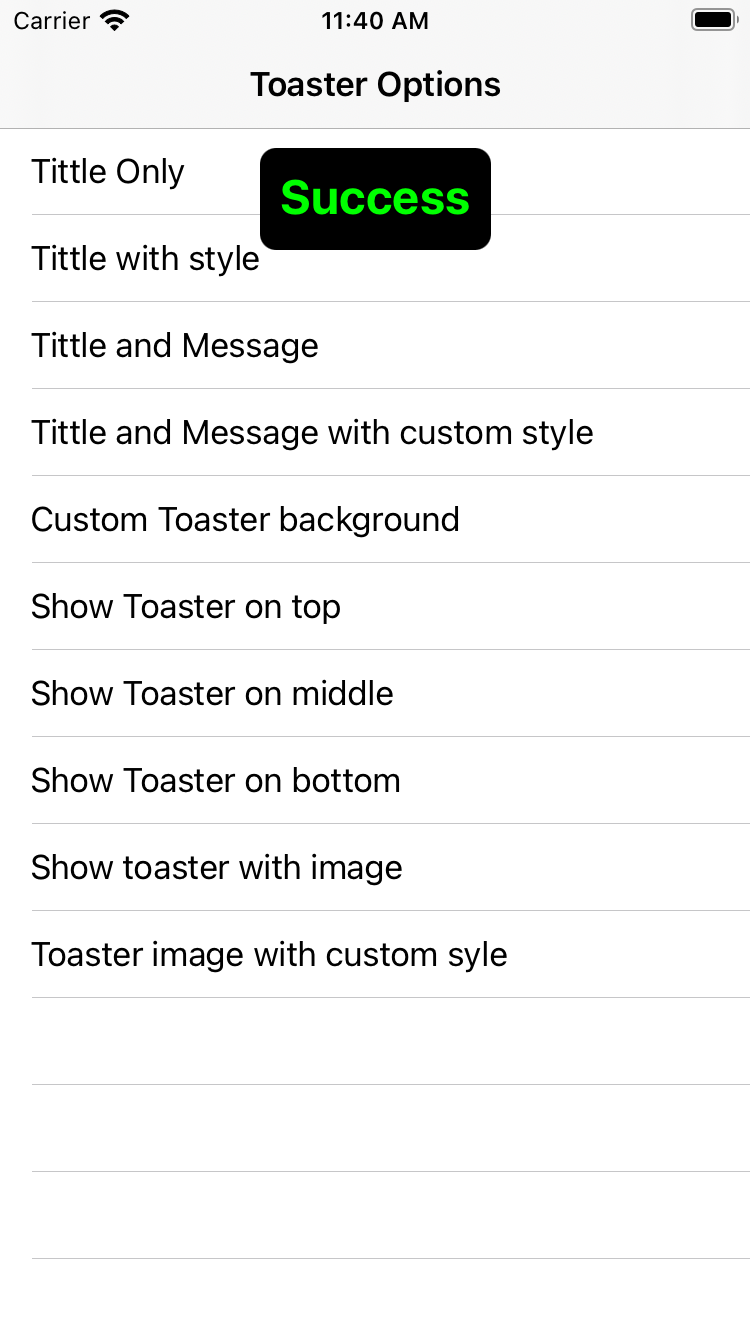 Carrier 11:40 AM
Toaster Options
Tittle Only
Success
Tittle with style
Tittle and Message
Tittle and Message with custom style
Custom Toaster background
Show Toaster on top
Show Toaster on middle
Show Toaster on bottom
Show toaster with image
Toaster image with custom syle